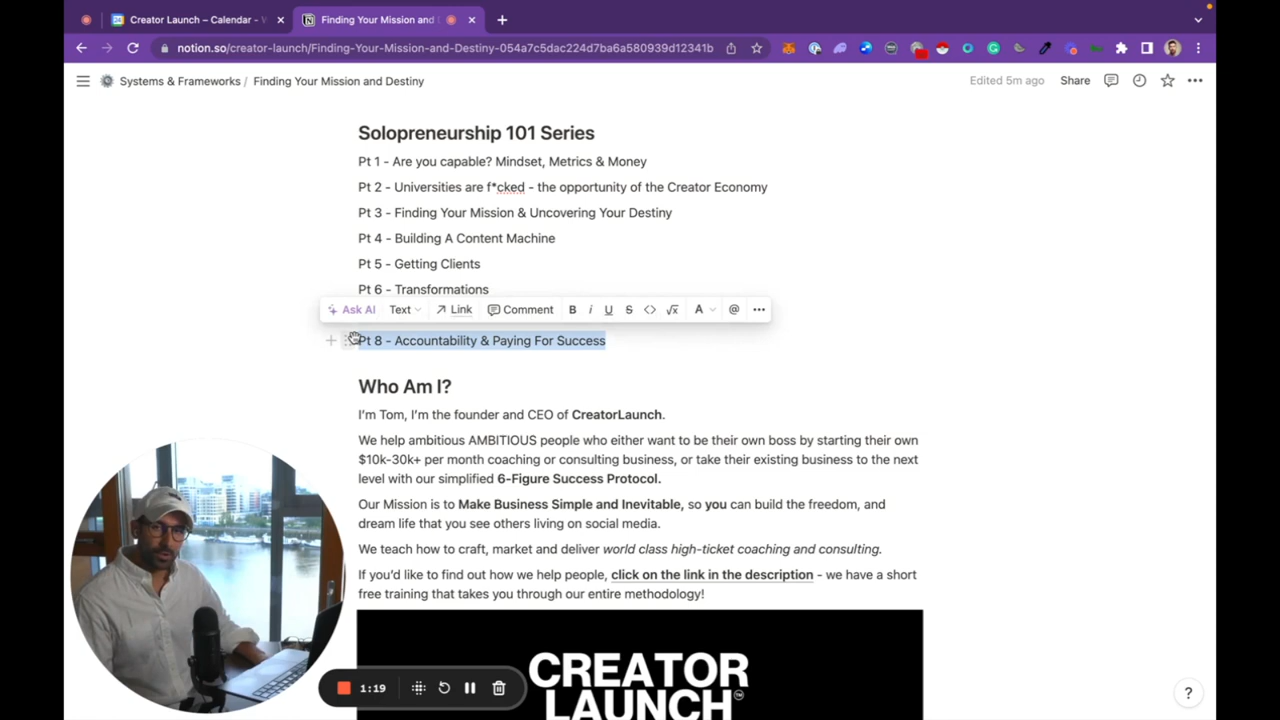 Creator Launch – Calendar -
Finding Your Mission and
notion.so/creator-launch/Finding-Your-Mission-and-Destiny-054a7c5dac224d7ba6a580939d12341b
Systems & Frameworks / Finding Your Mission and Destiny
Edited 5m ago
Share
Solopreneurship 101 Series
Pt 1 - Are you capable? Mindset, Metrics & Money
Pt 2 - Universities are f*cked - the opportunity of the Creator Economy
Pt 3 - Finding Your Mission & Uncovering Your Destiny
Pt 4 - Building A Content Machine
Pt 5 - Getting Clients
Pt 6 - Transformations
Ask AI Text Link Comment B i U S <> √x A @ •••
Pt 8 - Accountability & Paying For Success
Who Am I?
I'm Tom, I'm the founder and CEO of CreatorLaunch.
We help ambitious AMBITIOUS people who either want to be their own boss by starting their own
$10k-30k+ per month coaching or consulting business, or take their existing business to the next
level with our simplified 6-Figure Success Protocol.
Our Mission is to Make Business Simple and Inevitable, so you can build the freedom, and
dream life that you see others living on social media.
We teach how to craft, market and deliver world class high-ticket coaching and consulting.
If you'd like to find out how we help people, click on the link in the description - we have a short
free training that takes you through our entire methodology!
CREATOR
LAUNCH
1:19
?